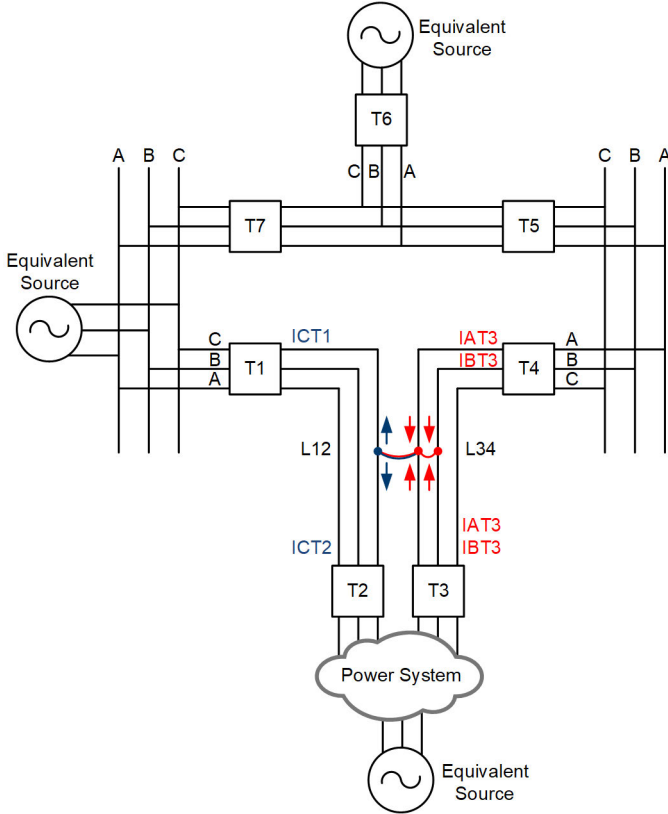 Equivalent
Source
T6
A B C
C B A
C B A
T7
T5
Equivalent
Source
C
B
A
T1
ICT1
IAT3
IBT3
T4
A
B
C
L12
L34
ICT2
IAT3
IBT3
T2
T3
Power System
Equivalent
Source